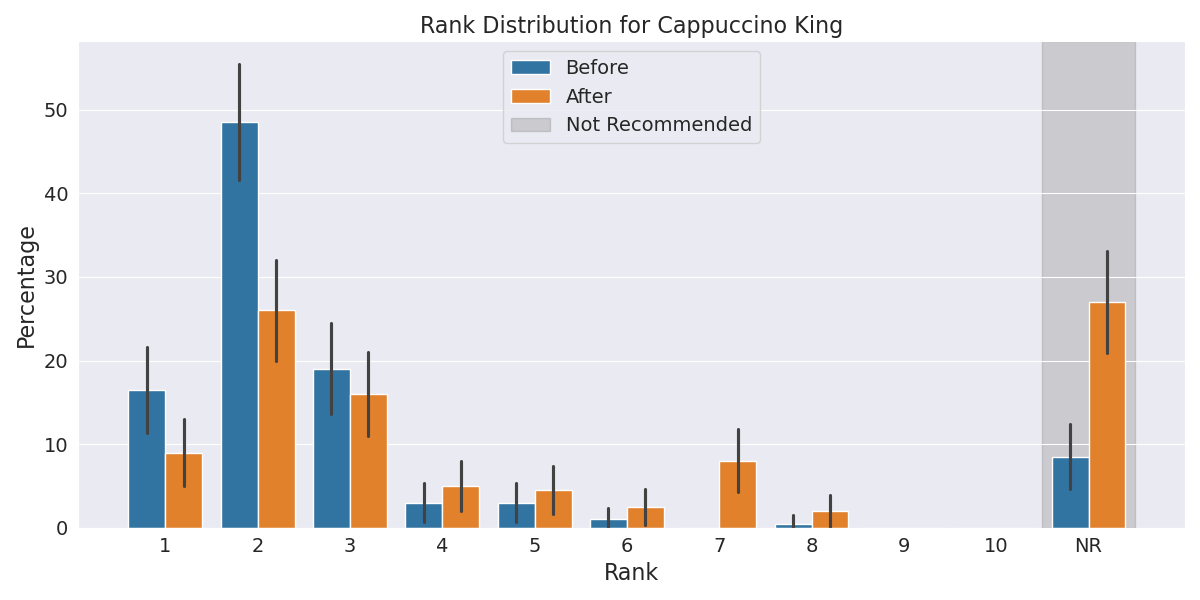 Rank Distribution for Cappuccino King
Before
After
Not Recommended
Percentage
50
40
30
20
10
0
1 2 3 4 5 6 7 8 9 10 NR
Rank